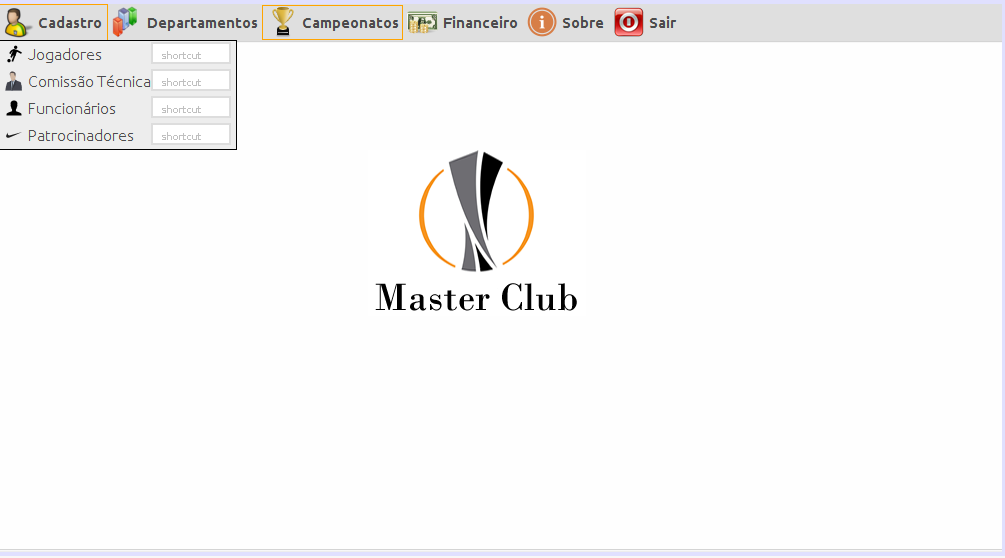 Cadastro Departamentos Campeonatos Financeiro Sobre Sair
Jogadores shortcut
Comissão Técnica shortcut
Funcionários shortcut
Patrocinadores shortcut
Master Club